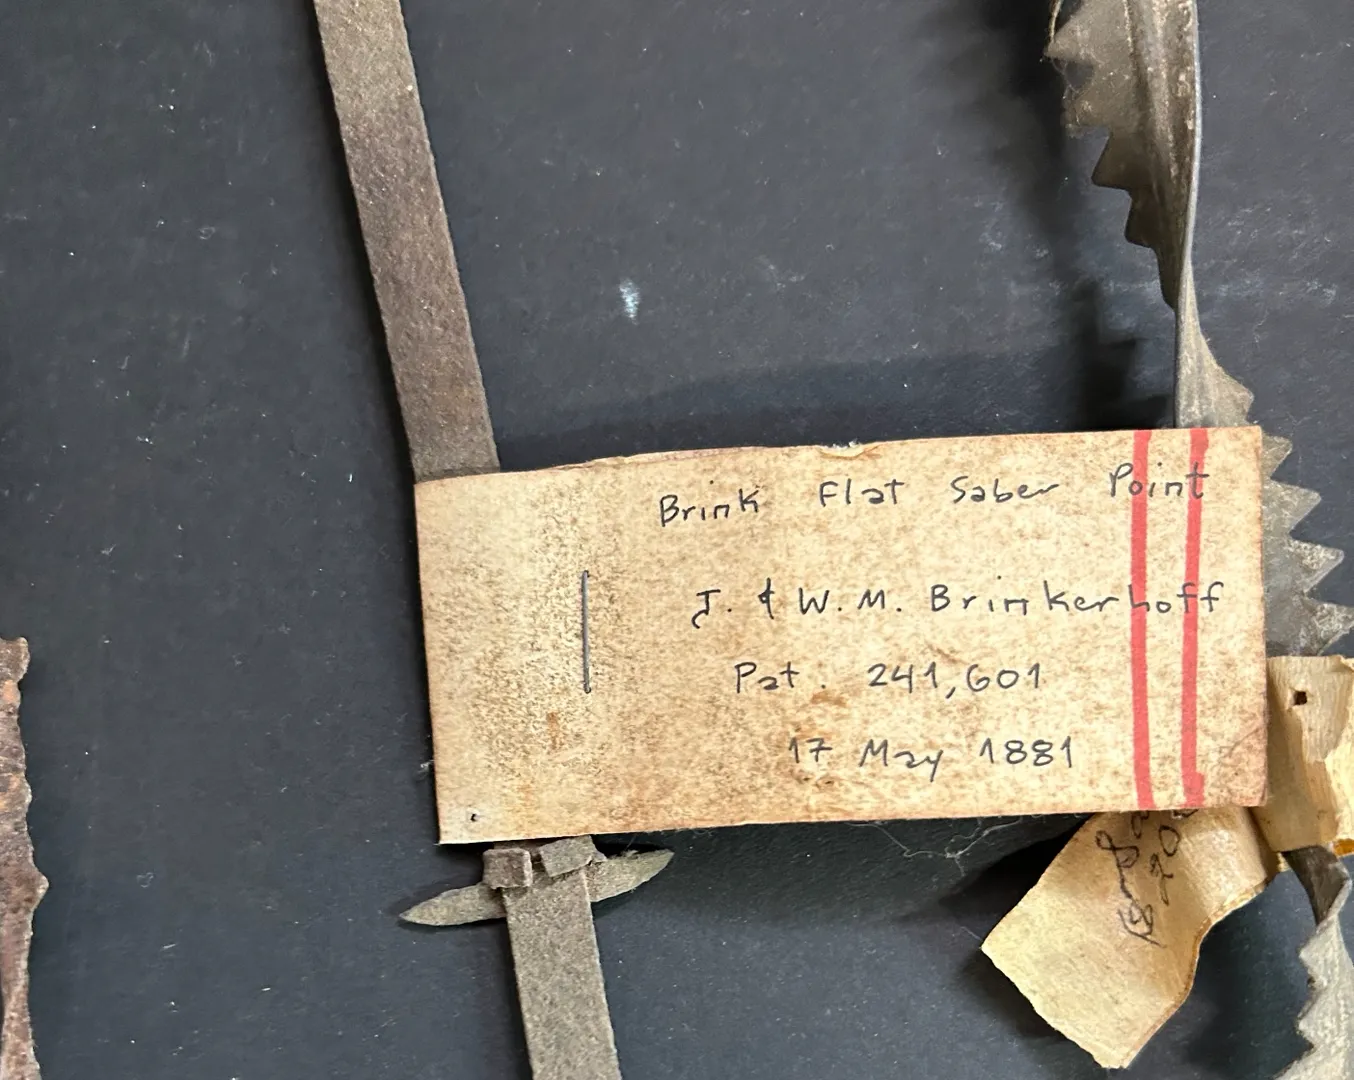 Brink Flat Saber Point
J. & W.M. Brinkerhoff
Pat. 241,601
17 May 1881